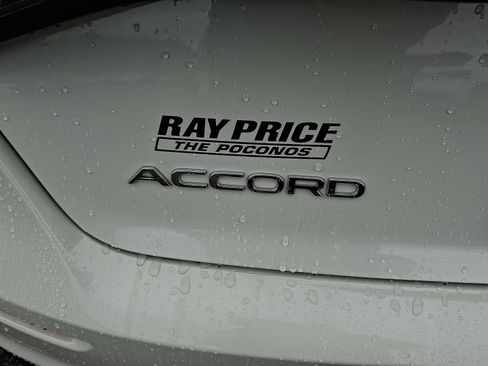 RAY PRICE
THE POCONOS
ACCORD